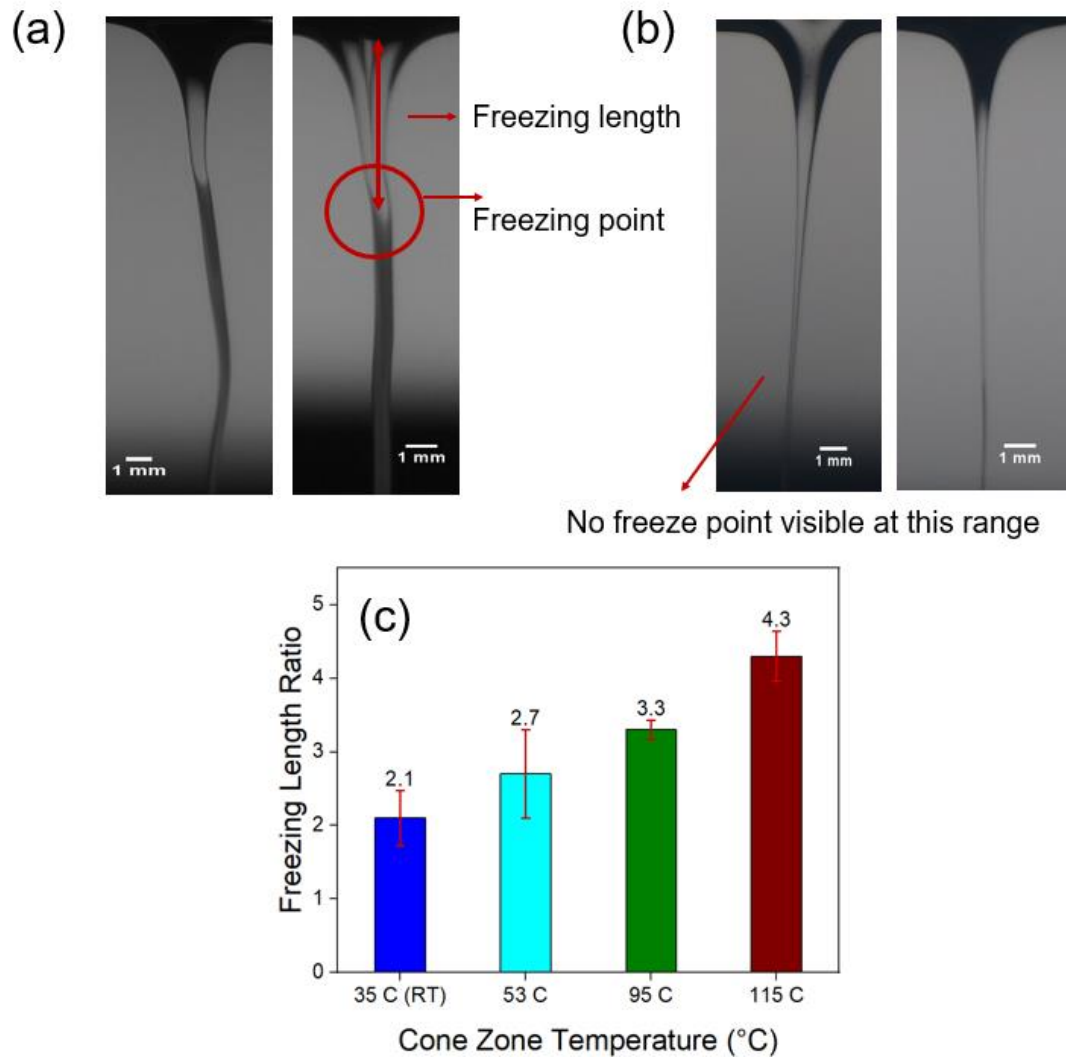 (a)
(b)
Freezing length
Freezing point
1 mm
1 mm
1 mm
1 mm
No freeze point visible at this range
(c)
Freezing Length Ratio
5
4
3
2
1
0
2.1
2.7
3.3
4.3
35 C (RT)
53 C
95 C
115 C
Cone Zone Temperature (°C)